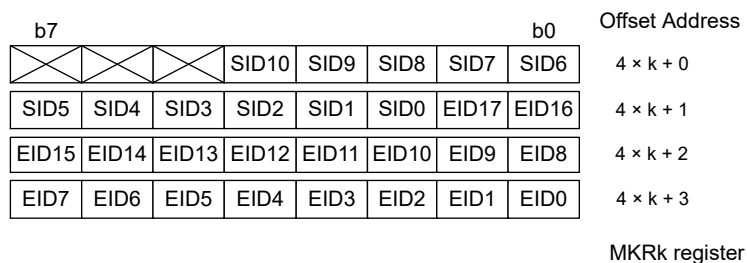 b7 b0 Offset Address
SID10 SID9 SID8 SID7 SID6 4 × k + 0
SID5 SID4 SID3 SID2 SID1 SID0 EID17 EID16 4 × k + 1
EID15 EID14 EID13 EID12 EID11 EID10 EID9 EID8 4 × k + 2
EID7 EID6 EID5 EID4 EID3 EID2 EID1 EID0 4 × k + 3
MKRk register